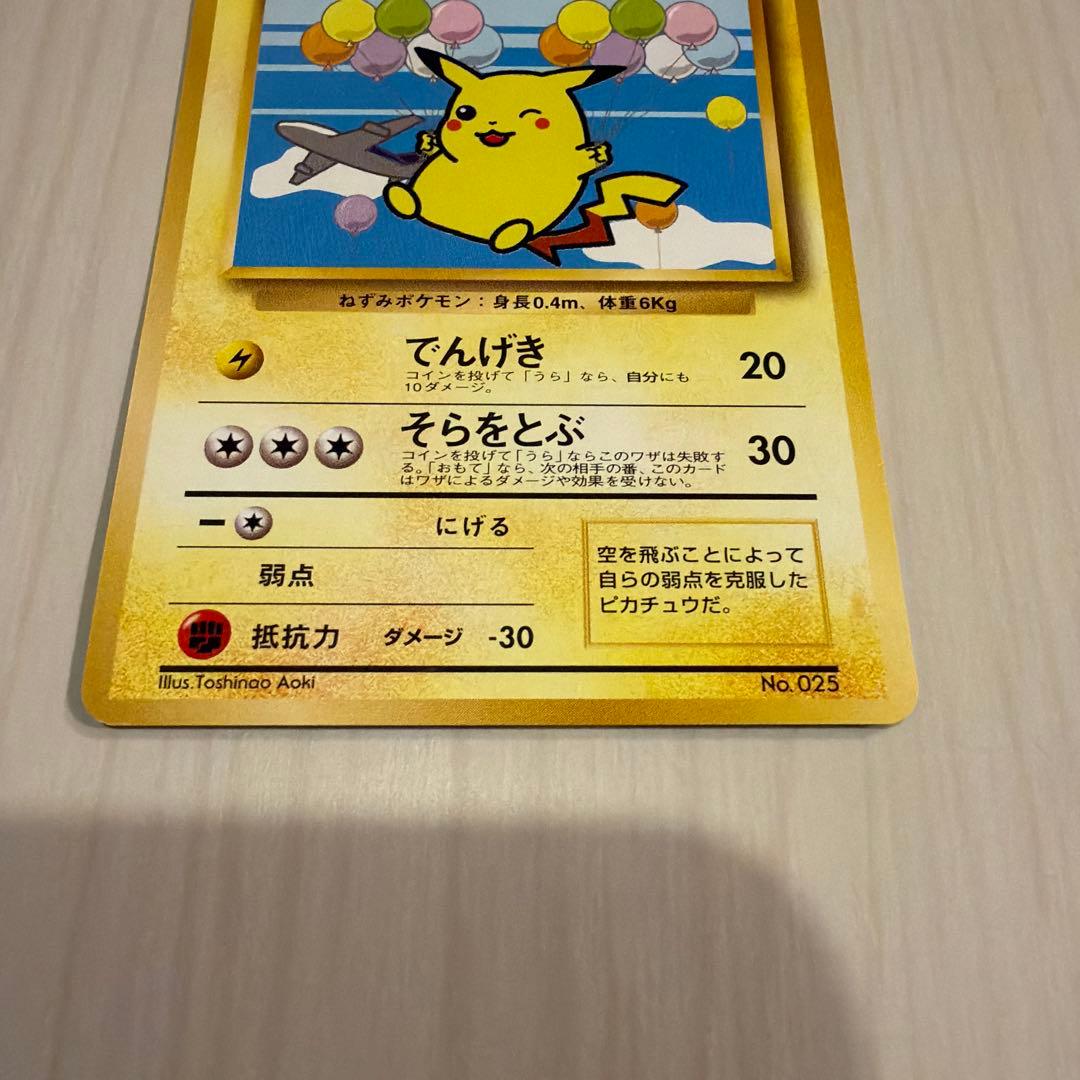 ねずみポケモン：身長0.4m、体重6Kg
でんげき
コインを投げて「うら」なら、自分にも
10ダメージ。
20
そらをとぶ
コインを投げて「うら」ならこのワザは失敗す
る。「おもて」なら、次の相手の番、このカード
はワザによるダメージや効果を受けない。
30
にげる
弱点
抵抗力 ダメージ -30
空を飛ぶことによって
自らの弱点を克服した
ピカチュウだ。
Illus.Toshinao Aoki
No. 025